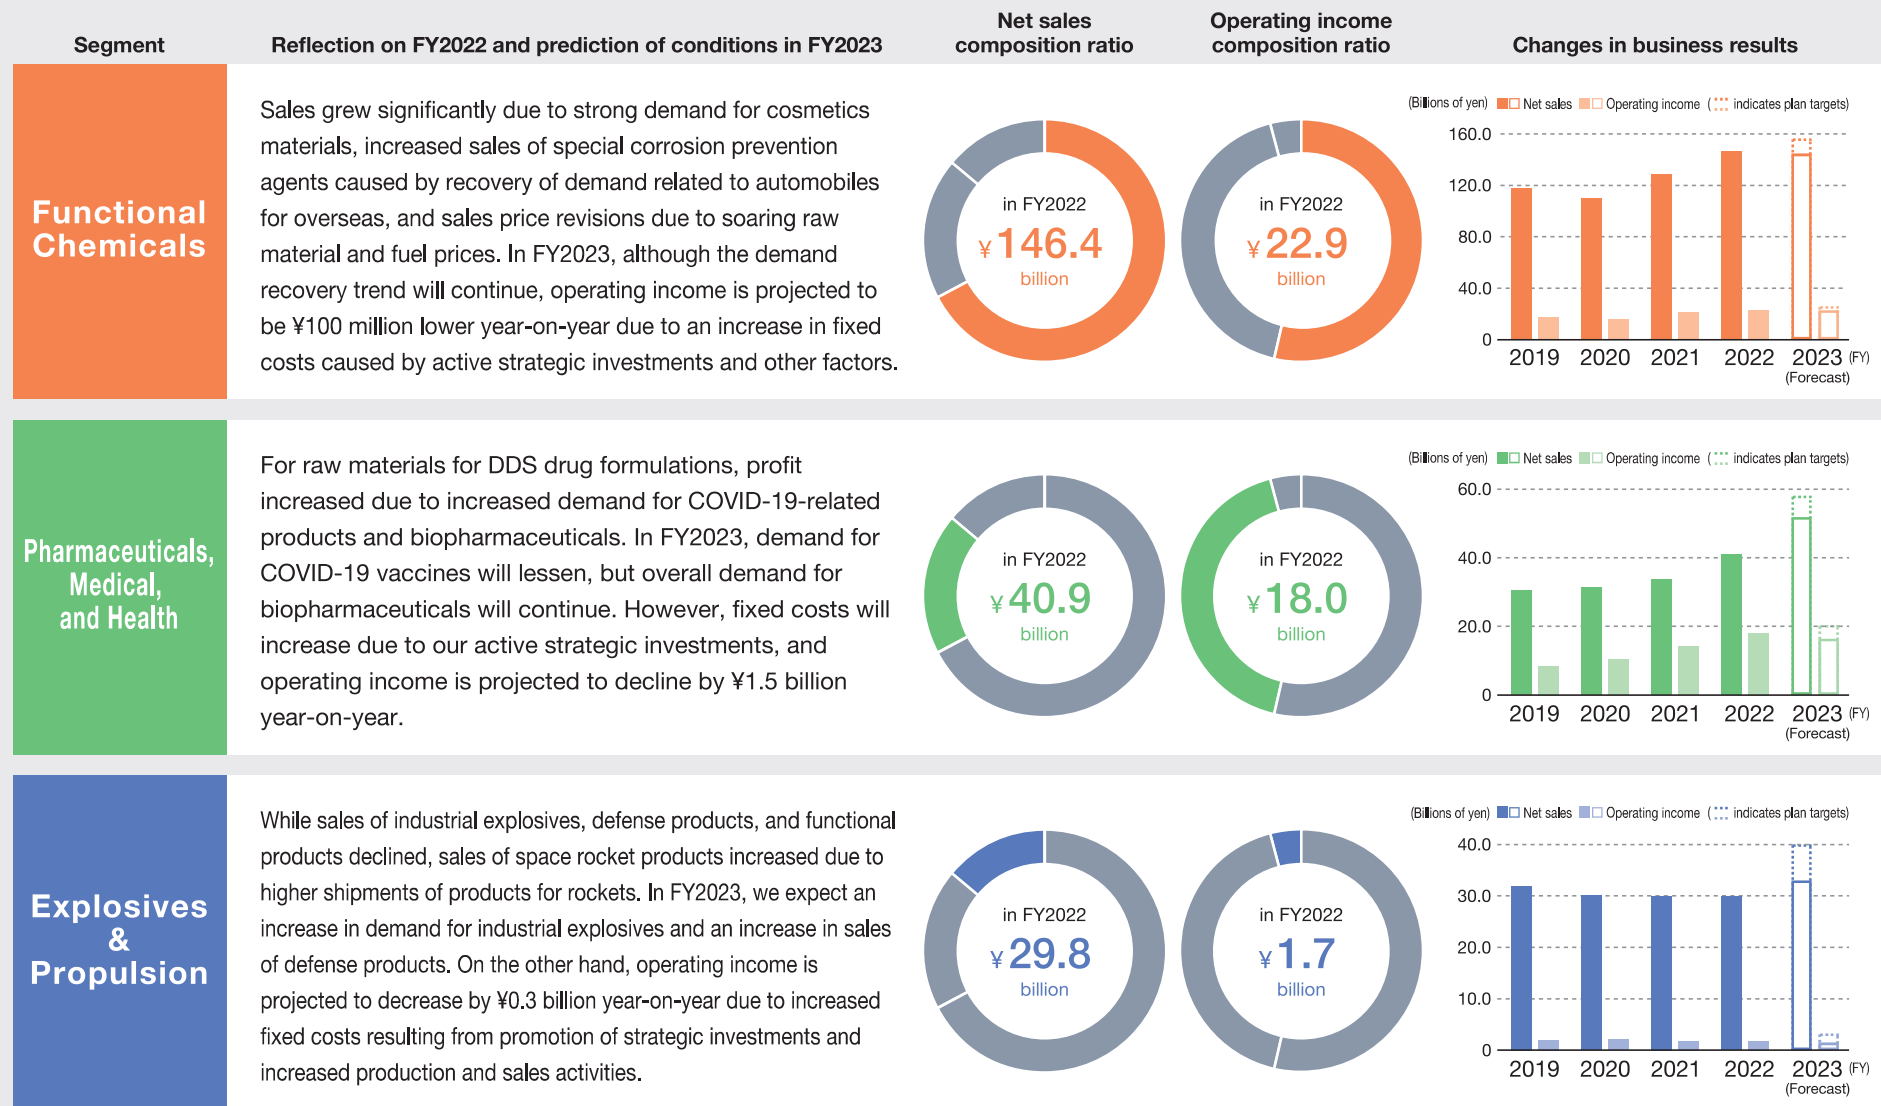 Segment
Reflection on FY2022 and prediction of conditions in FY2023
Net sales
composition ratio
Operating income
composition ratio
Changes in business results
Functional
Chemicals
Sales grew significantly due to strong demand for cosmetics
materials, increased sales of special corrosion prevention
agents caused by recovery of demand related to automobiles
for overseas, and sales price revisions due to soaring raw
material and fuel prices. In FY2023, although the demand
recovery trend will continue, operating income is projected to
be ¥100 million lower year-on-year due to an increase in fixed
costs caused by active strategic investments and other factors.
in FY2022
¥146.4
billion
in FY2022
¥22.9
billion
(Billions of yen) Net sales Operating income ( indicates plan targets)
160.0
120.0
80.0
40.0
0
2019 2020 2021 2022 2023 (FY)
(Forecast)
Pharmaceuticals,
Medical,
and Health
For raw materials for DDS drug formulations, profit
increased due to increased demand for COVID-19-related
products and biopharmaceuticals. In FY2023, demand for
COVID-19 vaccines will lessen, but overall demand for
biopharmaceuticals will continue. However, fixed costs will
increase due to our active strategic investments, and
operating income is projected to decline by ¥1.5 billion
year-on-year.
in FY2022
¥40.9
billion
in FY2022
¥18.0
billion
(Billions of yen) Net sales Operating income ( indicates plan targets)
60.0
40.0
20.0
0
2019 2020 2021 2022 2023 (FY)
(Forecast)
Explosives
&
Propulsion
While sales of industrial explosives, defense products, and functional
products declined, sales of space rocket products increased due to
higher shipments of products for rockets. In FY2023, we expect an
increase in demand for industrial explosives and an increase in sales
of defense products. On the other hand, operating income is
projected to decrease by ¥0.3 billion year-on-year due to increased
fixed costs resulting from promotion of strategic investments and
increased production and sales activities.
in FY2022
¥29.8
billion
in FY2022
¥1.7
billion
(Billions of yen) Net sales Operating income ( indicates plan targets)
40.0
30.0
20.0
10.0
0
2019 2020 2021 2022 2023 (FY)
(Forecast)